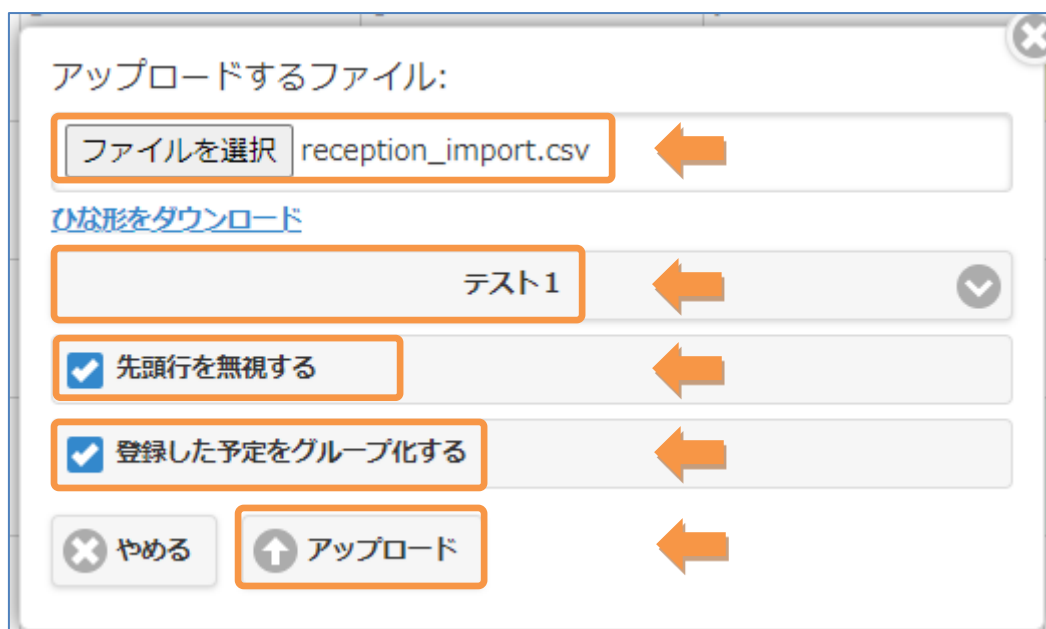 アップロードするファイル:
ファイルを選択 reception_import.csv
ひな形をダウンロード
テスト1
先頭行を無視する
登録した予定をグループ化する
やめる アップロード